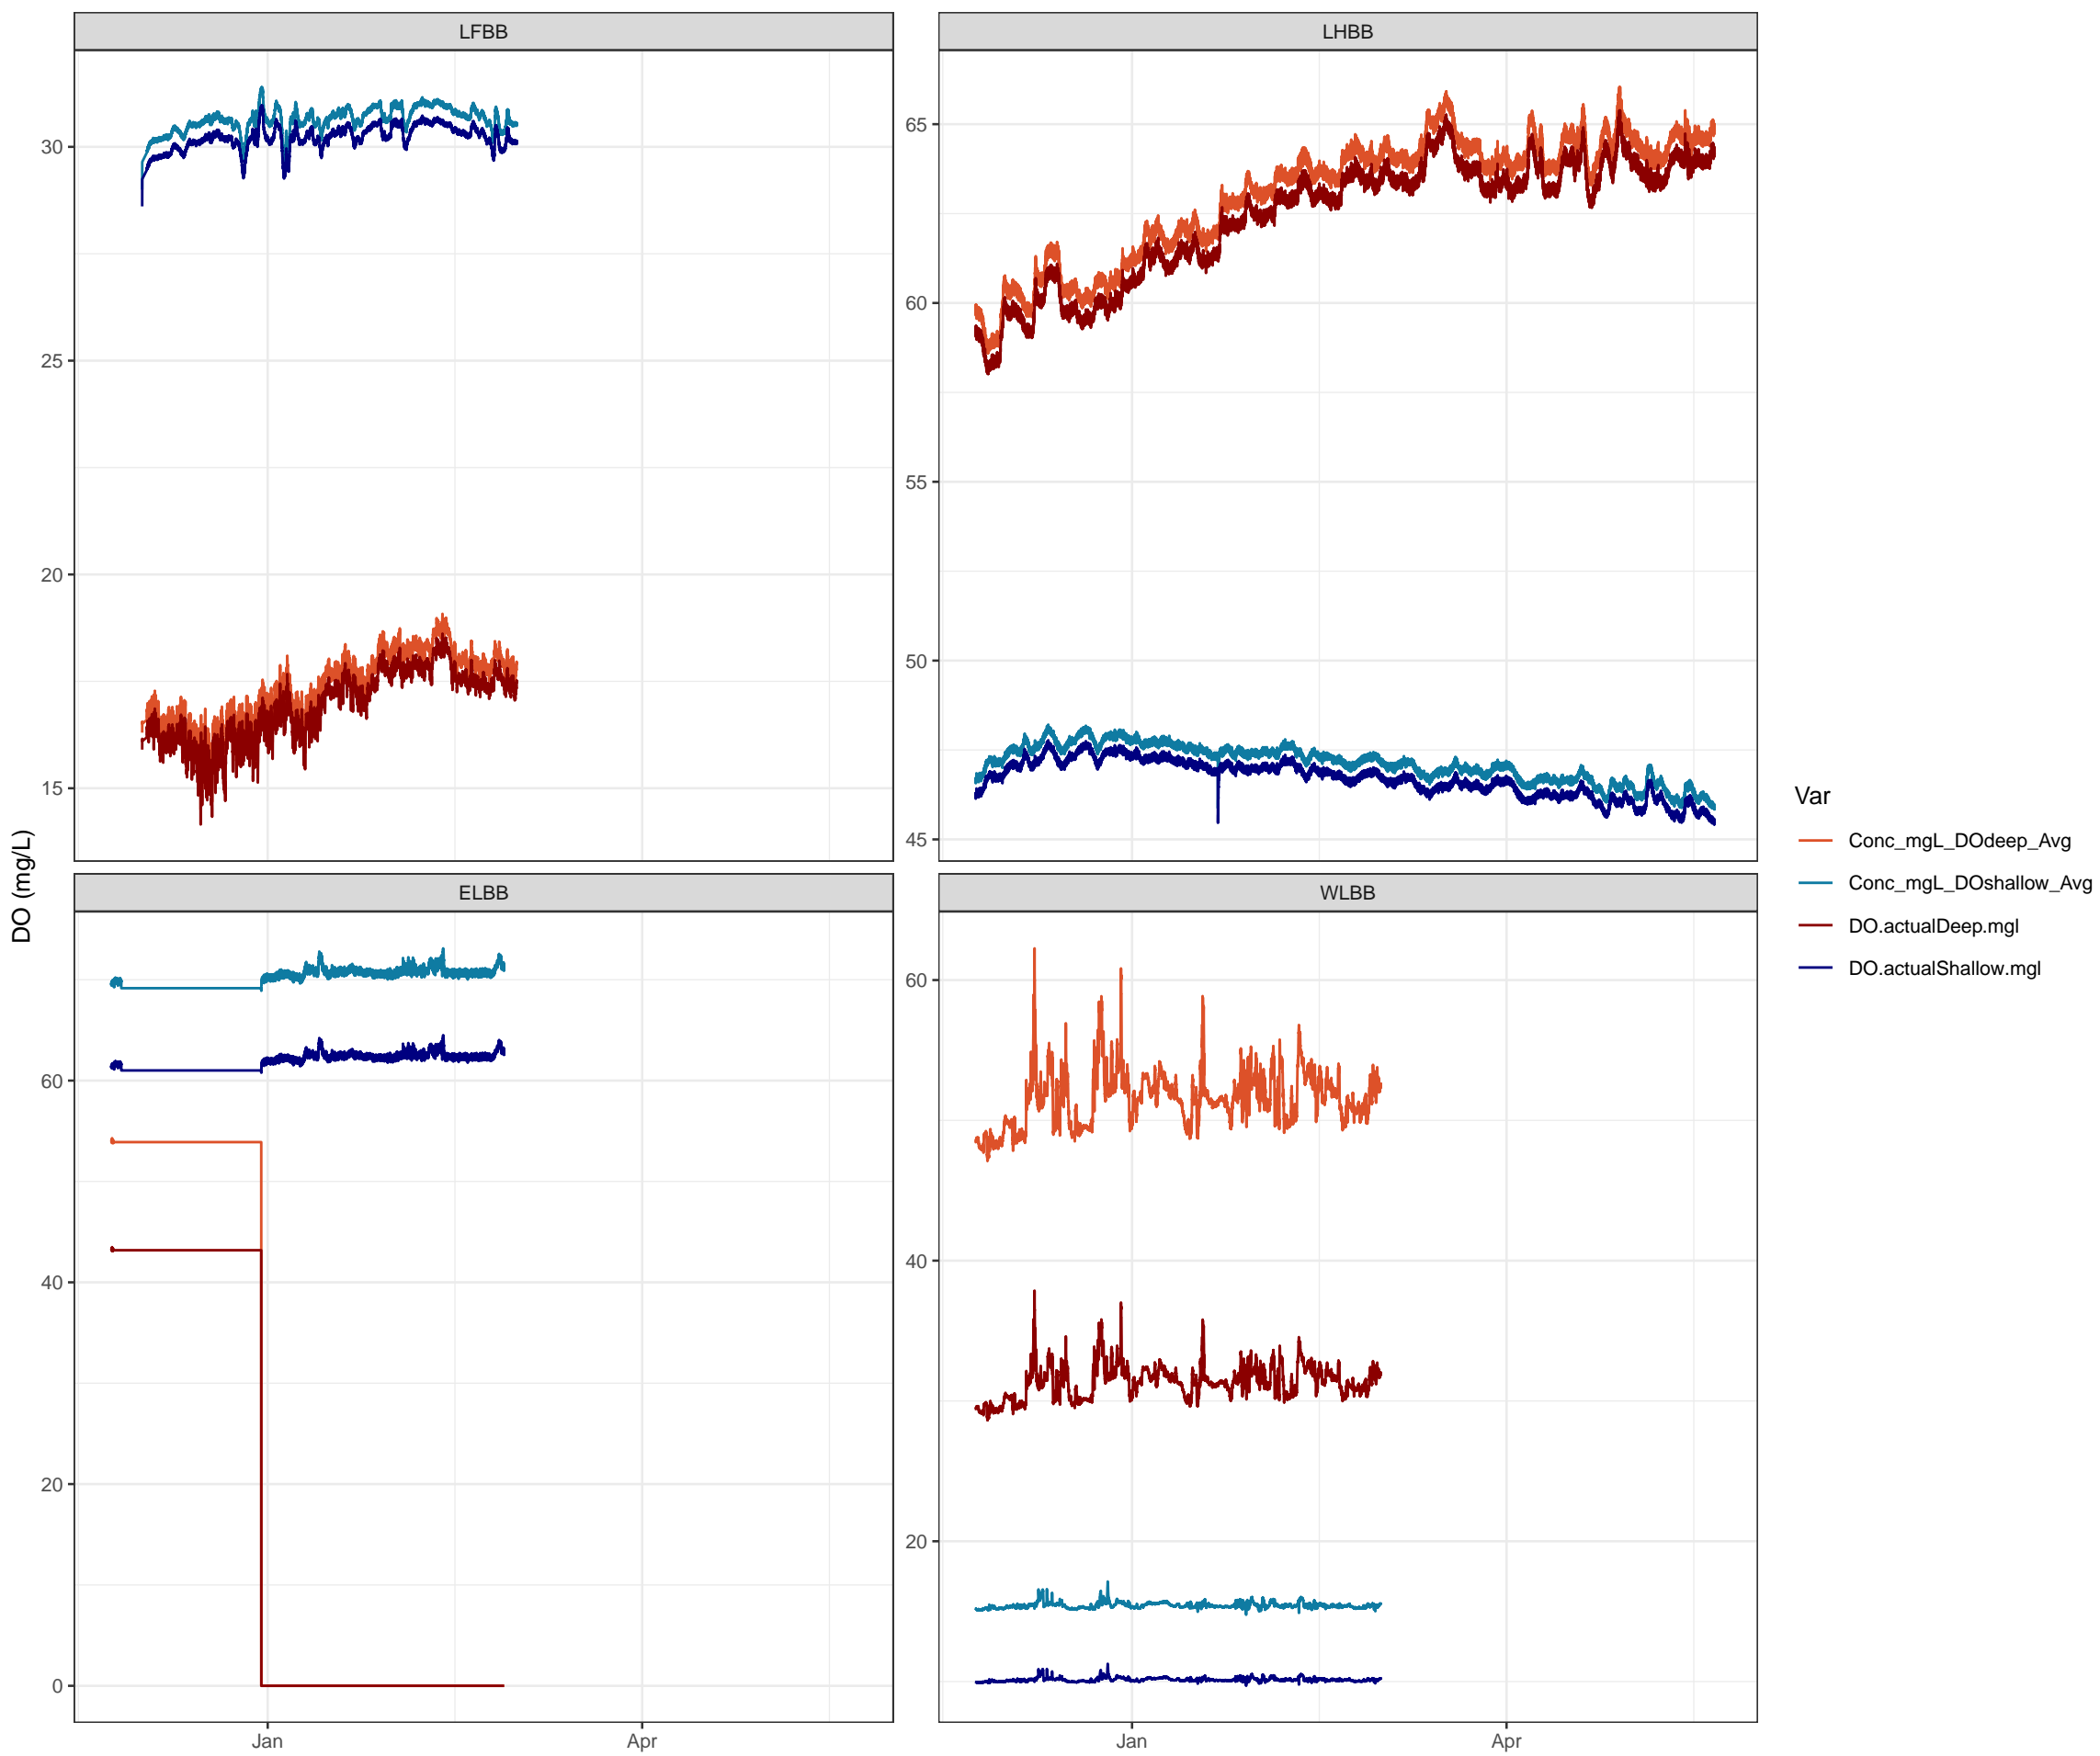 LFBB
LHBB
30
25
20
15
65
60
55
50
45
DO (mg/L)
ELBB
WLBB
60
40
20
0
60
40
20
Jan
Apr
Jan
Apr
Var
Conc_mgL_DOdeep_Avg
Conc_mgL_DOshallow_Avg
DO.actualDeep.mgl
DO.actualShallow.mgl